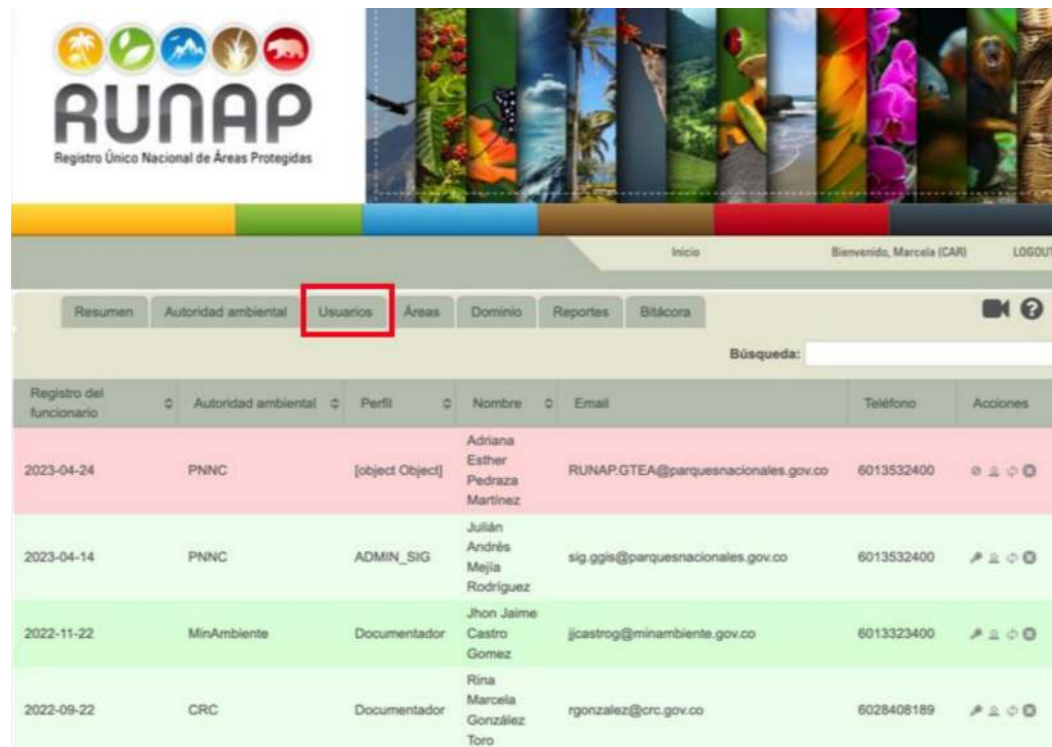 RUNAP
Registro Único Nacional de Áreas Protegidas
Inicio
Bienvenido, Marcela (CAR)
LOGOUT
Resumen
Autoridad ambiental
Usuarios
Áreas
Dominio
Reportes
Bitácora
?
Búsqueda:
Registro del
funcionario
Autoridad ambiental
Perfil
Nombre
Email
Teléfono
Acciones
2023-04-24
PNNC
[object Object]
Adriana
Esther
Pedraza
Martínez
RUNAP.GTEA@parquesnacionales.gov.co
6013532400
2023-04-14
PNNC
ADMIN_SIG
Julián
Andrés
Mejía
Rodríguez
sig.ggis@parquesnacionales.gov.co
6013532400
2022-11-22
MinAmbiente
Documentador
Jhon Jaime
Castro
Gomez
jjcastrog@minambiente.gov.co
6013323400
2022-09-22
CRC
Documentador
Rina
Marcela
González
Toro
rgonzalez@crc.gov.co
6028408189